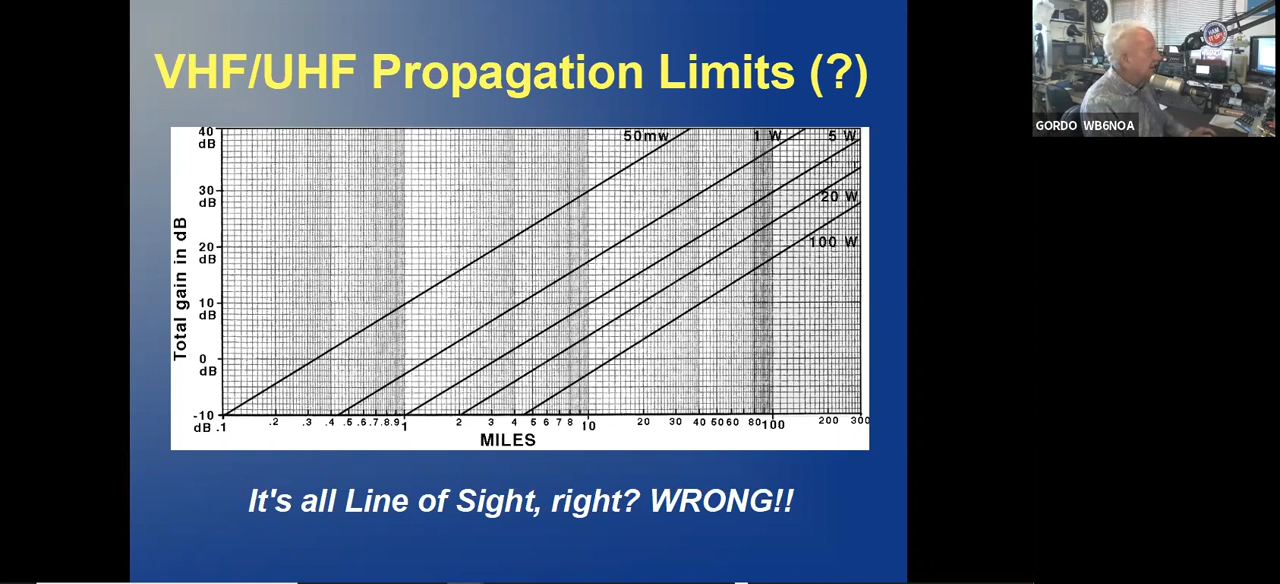 VHF/UHF Propagation Limits (?)
GORDO WB6NOA
HAM
40
dB
30
dB
20
dB
10
dB
0
dB
-10
dB
Total gain in dB
50mw
1 W
5 W
20 W
100 W
.1 .2 .3 .4 .5 .6 .7 .8 .9 1 2 3 4 5 6 7 8 10 20 30 40 50 60 80 100 200 300
MILES
It's all Line of Sight, right? WRONG!!